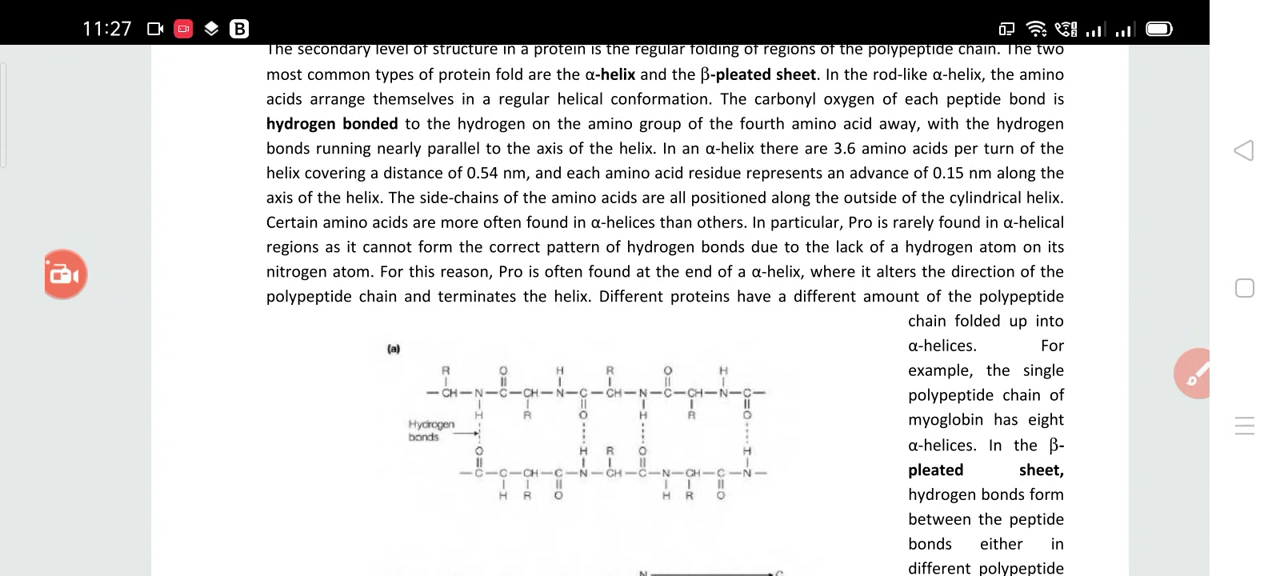 11:27
B
The secondary level of structure in a protein is the regular folding of regions of the polypeptide chain. The two
most common types of protein fold are the α-helix and the β-pleated sheet. In the rod-like α-helix, the amino
acids arrange themselves in a regular helical conformation. The carbonyl oxygen of each peptide bond is
hydrogen bonded to the hydrogen on the amino group of the fourth amino acid away, with the hydrogen
bonds running nearly parallel to the axis of the helix. In an α-helix there are 3.6 amino acids per turn of the
helix covering a distance of 0.54 nm, and each amino acid residue represents an advance of 0.15 nm along the
axis of the helix. The side-chains of the amino acids are all positioned along the outside of the cylindrical helix.
Certain amino acids are more often found in α-helices than others. In particular, Pro is rarely found in α-helical
regions as it cannot form the correct pattern of hydrogen bonds due to the lack of a hydrogen atom on its
nitrogen atom. For this reason, Pro is often found at the end of a α-helix, where it alters the direction of the
polypeptide chain and terminates the helix. Different proteins have a different amount of the polypeptide
chain folded up into
α-helices. For
example, the single
polypeptide chain of
myoglobin has eight
α-helices. In the β-
pleated sheet,
hydrogen bonds form
between the peptide
bonds either in
different polypeptide
(a)
R O H R O H
— CH — N — C — CH — N — C — CH — N — C — CH — N — C —
H R O H R O
Hydrogen
bonds
O H R O H
— C — C — CH — C — N — CH — C — N — CH — C — N —
H R O H R O
N C